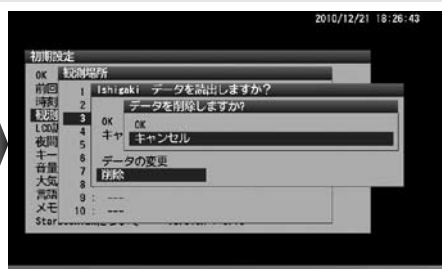 2010/12/21 18:26:43
初期設定
OK 観測場所
前回
1 Ishigaki データを読出しますか?
時刻
2 データを削除しますか?
観測
3 OK OK
LCD
4 キャ キャンセル
夜間
5
キー
6 データの変更
音量
7 削除
大気
8
言語
9 : ---
メモ
10 : ---